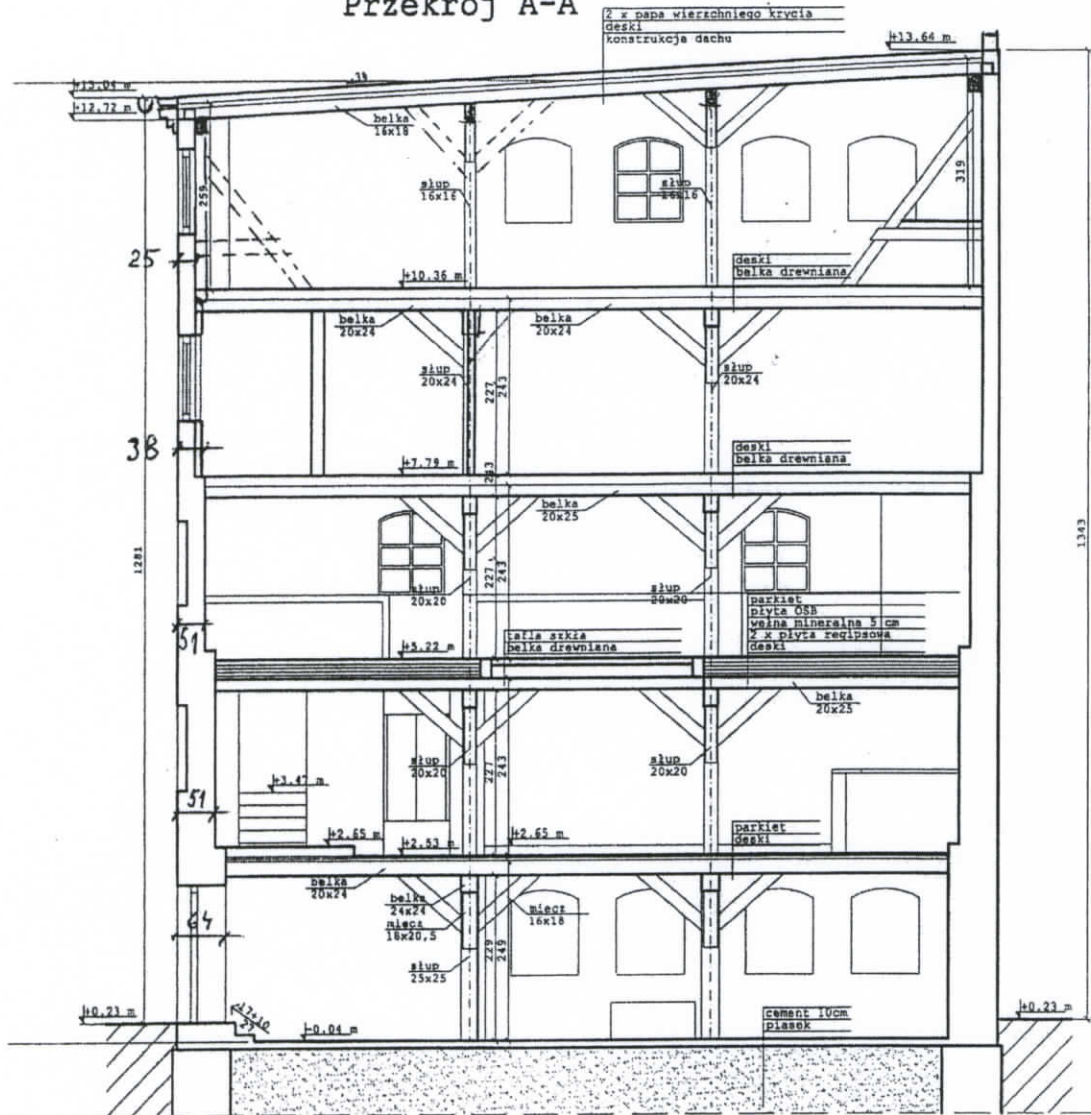 Przekrój A-A
2 x papa wierzchniego krycia
deski
konstrukcja dachu
+13.64 m
+13.04 m
+12.72 m
belka
16x18
słup
16x16
słup
16x16
259
319
25
+10.36 m
deski
belka drewniana
belka
20x24
belka
20x24
słup
20x24
słup
20x24
227
243
38
+7.79 m
243
deski
belka drewniana
belka
20x25
1281
1343
227
243
słup
20x20
słup
20x20
parkiet
płyta OSB
wełna mineralna 5 cm
2 x płyta regipsowa
deski
51
+5.22 m
tafla szkła
belka drewniana
belka
20x25
słup
20x20
słup
20x20
227
243
+3.47 m
51
+2.65 m
+2.53 m
+2.65 m
parkiet
deski
belka
20x24
belka
24x24
miecz
18x20,5
miecz
16x18
64
229
249
słup
25x25
+0.23 m
+0.23 m
-0.04 m
cement 10cm
piasek